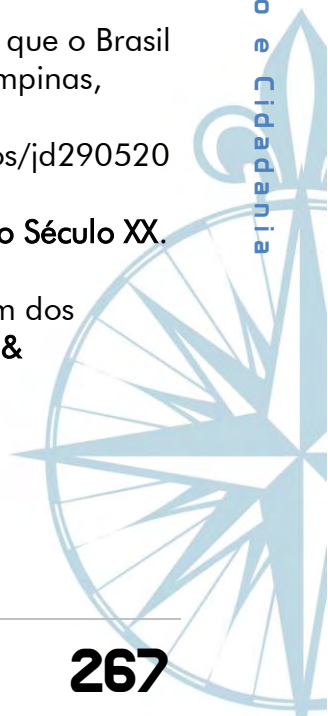 que o Brasil
mpinas,
os/jd290520
o Século XX.
m dos
&
267
o e Cidadania